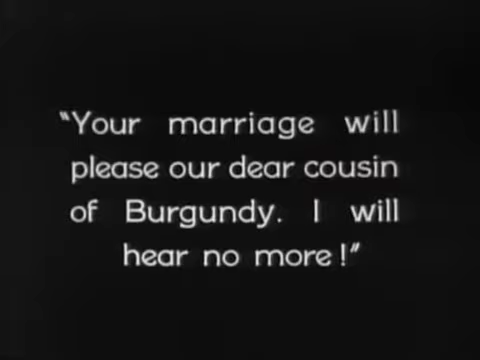 "Your marriage will
please our dear cousin
of Burgundy. I will
hear no more!"